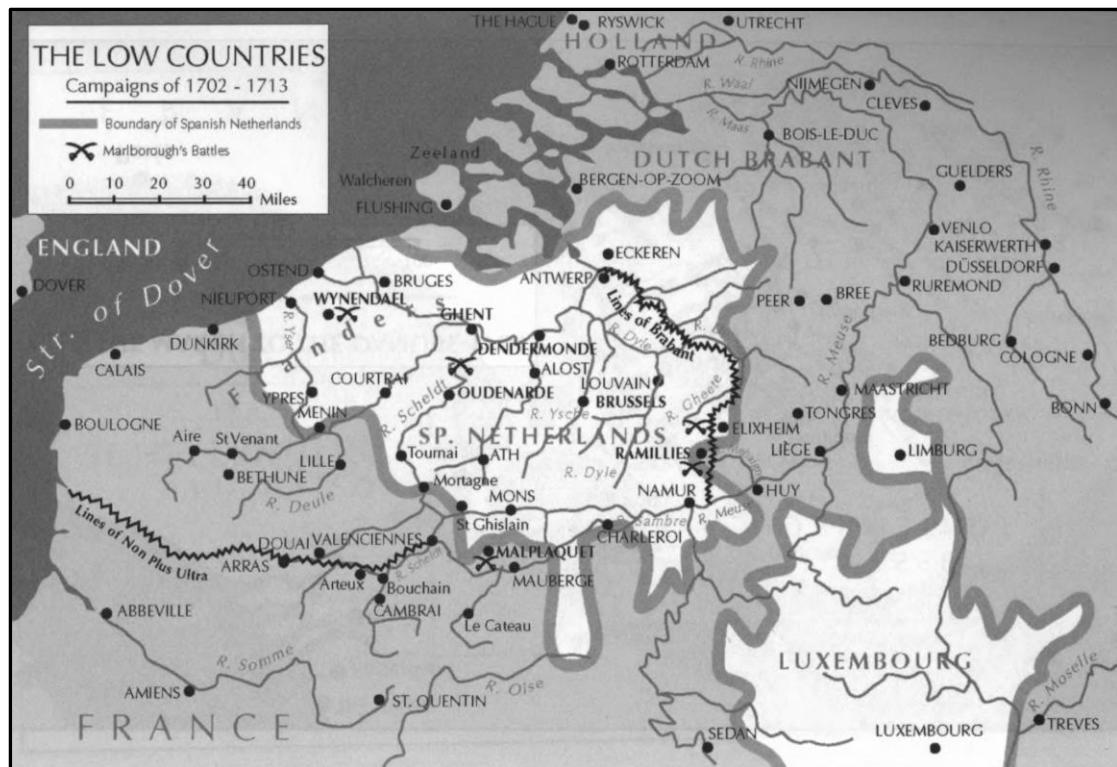 THE LOW COUNTRIES
Campaigns of 1702 - 1713
Boundary of Spanish Netherlands
Marlborough's Battles
10 20 30 40
Miles
THE HAGUE
RYSWICK
UTRECHT
HOLLAND
ROTTERDAM
R. Rhine
R. Waal
NIJMEGEN
CLEVES
R. Maas
BOIS-LE-DUC
Zeeland
DUTCH BRABANT
R. Rhine
Walcheren
BERGEN-OP-ZOOM
GUELDERS
FLUSHING
VENLO
ENGLAND
KAISERWERTH
ECKEREN
OSTEND
BRUGES
ANTWERP
DÜSSELDORF
DOVER
Str. of Dover
NIEUPORT
WYNENDAEL
PEER
BREE
RUREMOND
Lines of Brabant
R. Yser
Flanders
GHENT
DUNKIRK
R. Dyle
R. Meuse
BEDBURG
DENDERMONDE
COLOGNE
CALAIS
ALOST
COURTRAI
LOUVAIN
R. Scheldt
OUDENARDE
BRUSSELS
MAASTRICHT
YPRES
R. Gheete
BONN
MENIN
R. Ysche
TONGRES
BOULOGNE
ELIXHEIM
Aire
St Venant
SP. NETHERLANDS
Tournai
ATH
RAMILLIES
LIÈGE
LIMBURG
LILLE
BETHUNE
R. Dyle
Mortagne
R. Deule
MONS
NAMUR
HUY
R. Meuse
St Ghislain
R. Sambre
Lines of Non Plus Ultra
CHARLEROI
DOUAI
VALENCIENNES
MALPLAQUET
ARRAS
R. Scheldt
Arteux
Bouchain
MAUBERGE
CAMBRAI
ABBEVILLE
Le Cateau
R. Somme
LUXEMBOURG
AMIENS
ST. QUENTIN
R. Oise
R. Moselle
FRANCE
SEDAN
LUXEMBOURG
TREVES